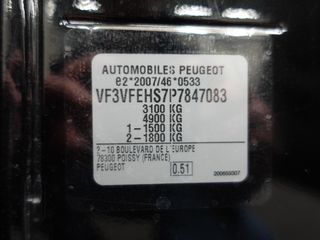 AUTOMOBILES PEUGEOT
e2*2007/46*0533
VF3VFEHS7P7847083
3100 KG
4900 KG
1-1500 KG
2-1800 KG
2-10 BOULEVARD DE L'EUROPE
78300 POISSY (FRANCE)
PEUGEOT
0.51